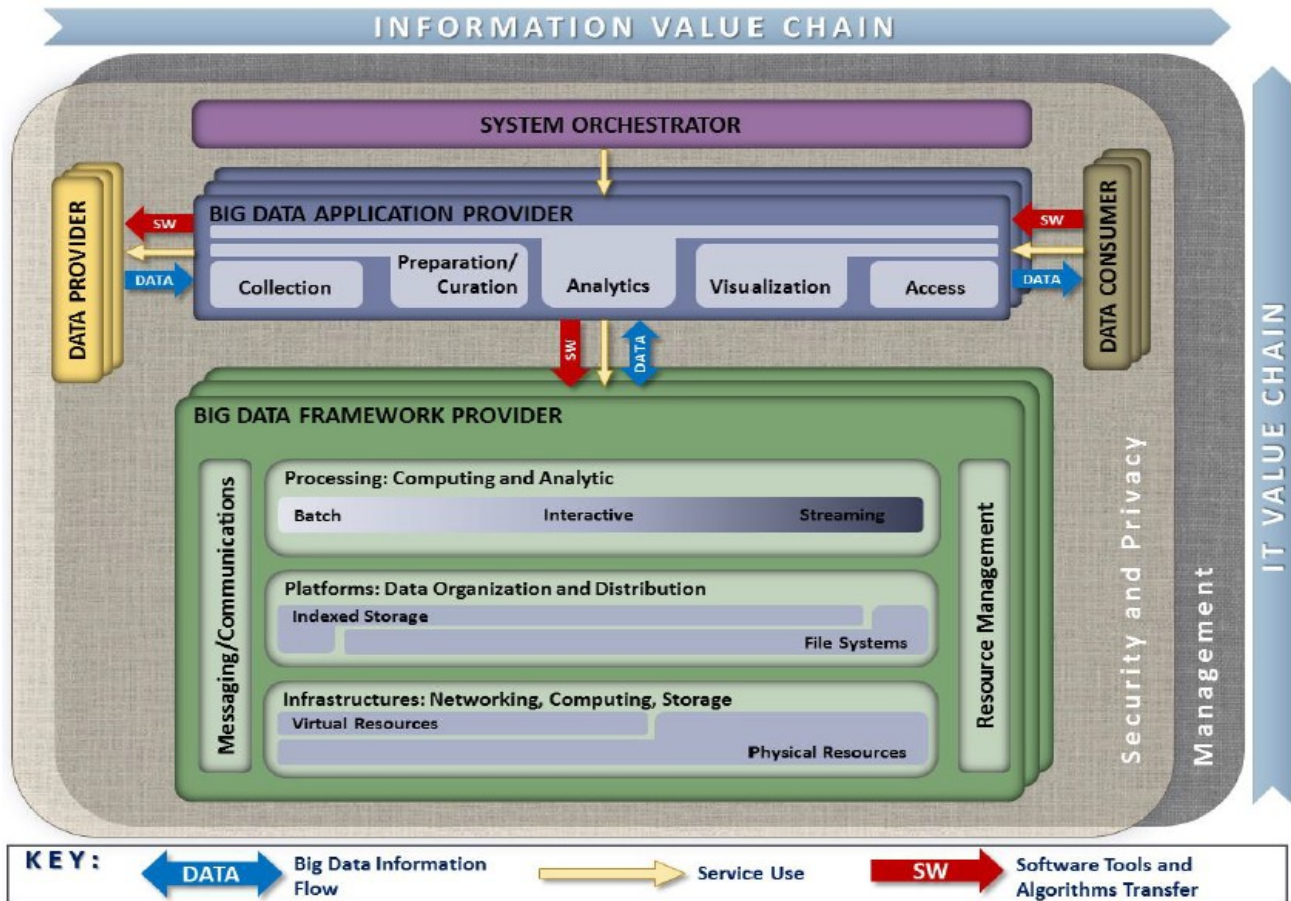 INFORMATION VALUE CHAIN
SYSTEM ORCHESTRATOR
DATA PROVIDER
SW
DATA
BIG DATA APPLICATION PROVIDER
Collection
Preparation/
Curation
Analytics
Visualization
Access
SW
DATA
DATA CONSUMER
SW
DATA
BIG DATA FRAMEWORK PROVIDER
Messaging/Communications
Processing: Computing and Analytic
Batch
Interactive
Streaming
Platforms: Data Organization and Distribution
Indexed Storage
File Systems
Infrastructures: Networking, Computing, Storage
Virtual Resources
Physical Resources
Resource Management
Security and Privacy
Management
IT VALUE CHAIN
KEY:
DATA
Big Data Information
Flow
Service Use
SW
Software Tools and
Algorithms Transfer